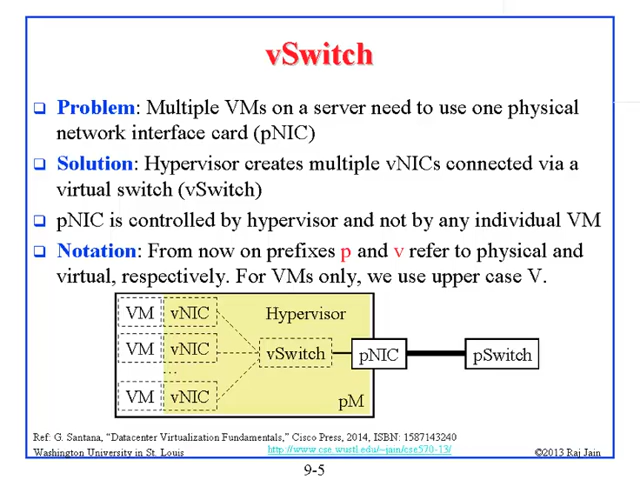 vSwitch
Problem: Multiple VMs on a server need to use one physical
network interface card (pNIC)
Solution: Hypervisor creates multiple vNICs connected via a
virtual switch (vSwitch)
pNIC is controlled by hypervisor and not by any individual VM
Notation: From now on prefixes p and v refer to physical and
virtual, respectively. For VMs only, we use upper case V.
VM vNIC Hypervisor
VM vNIC vSwitch pNIC pSwitch
...
VM vNIC pM
Ref: G. Santana, "Datacenter Virtualization Fundamentals," Cisco Press, 2014, ISBN: 1587143240
Washington University in St. Louis http://www.cse.wustl.edu/~jain/cse570-13/ ©2013 Raj Jain
9-5